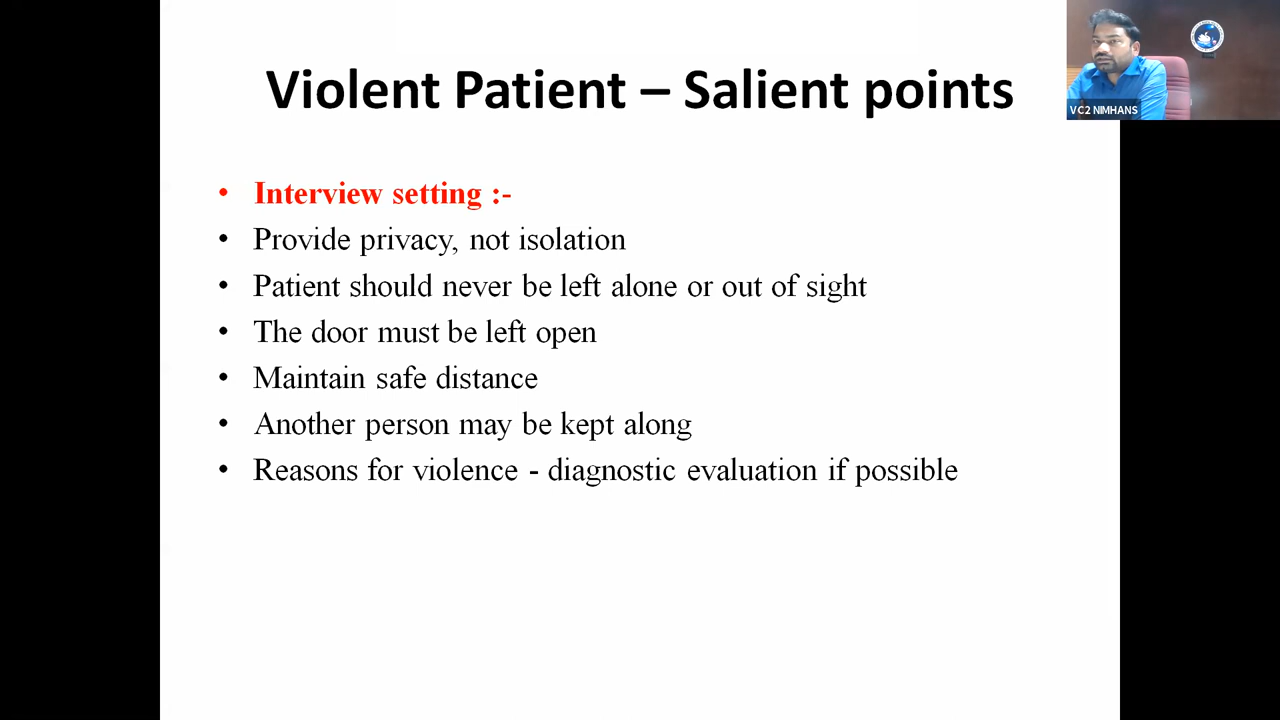 Violent Patient – Salient points
V C2 NIMHANS
• Interview setting :-
• Provide privacy, not isolation
• Patient should never be left alone or out of sight
• The door must be left open
• Maintain safe distance
• Another person may be kept along
• Reasons for violence - diagnostic evaluation if possible